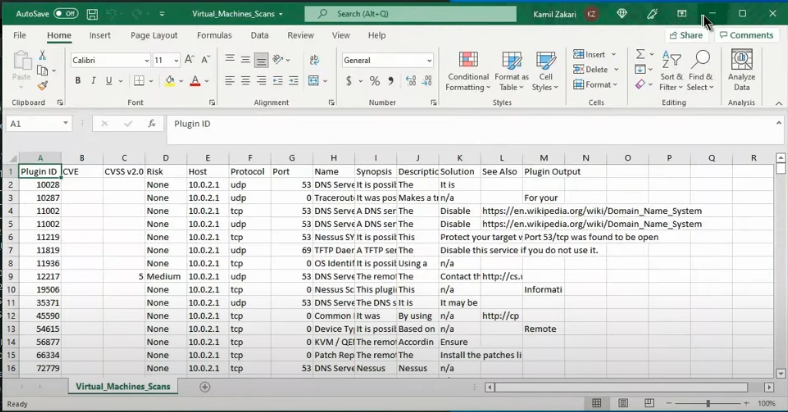 AutoSave Off Virtual_Machines_Scans Search (Alt+Q) Kamil Zakari KZ
File Home Insert Page Layout Formulas Data Review View Help Share Comments
Paste Calibri 11 General Conditional Formatting Format as Table Cell Styles Insert Delete Format Sort & Filter Find & Select Analyze Data
Clipboard Font Alignment Number Styles Cells Editing Analysis
A1 fx Plugin ID
A B C D E F G H I J K L M N O P Q R
1 Plugin ID CVE CVSS v2.0 Risk Host Protocol Port Name Synopsis Descriptic Solution See Also Plugin Output
2 10028 None 10.0.2.1 udp 53 DNS Serve It is possib The It is
3 10287 None 10.0.2.1 udp 0 Traceroute It was pos Makes a tr n/a For your
4 11002 None 10.0.2.1 tcp 0 A DNS ser The Disable https://en.wikipedia.org/wiki/Domain_Name_System
5 11002 None 10.0.2.1 udp 53 DNS Serve A DNS ser The Disable https://en.wikipedia.org/wiki/Domain_Name_System
6 11219 None 10.0.2.1 tcp 53 Nessus SY It is possib This Protect your target v Port 53/tcp was found to be open
7 11819 None 10.0.2.1 udp 69 TFTP Daer A TFTP ser The Disable this service if you do not use it.
8 11936 None 10.0.2.1 tcp 0 OS Identif It is possib Using a n/a
9 12217 5 Medium 10.0.2.1 udp 53 DNS Serve The remo The Contact th http://cs.
10 19506 None 10.0.2.1 tcp 0 Nessus Sc This plugin This n/a Informati
11 35371 None 10.0.2.1 udp 53 DNS Serve The DNS s It is It may be
12 45590 None 10.0.2.1 tcp 0 Common It was By using n/a http://cp
13 54615 None 10.0.2.1 tcp 0 Device Ty It is possib Based on n/a Remote
14 56877 None 10.0.2.1 tcp 0 KVM / QE The remo Accordin Ensure
15 66334 None 10.0.2.1 tcp 0 Patch Rep The remo The Install the patches li
16 72779 None 10.0.2.1 tcp 53 DNS Serve Nessus Nessus n/a
Virtual_Machines_Scans
Ready 100%